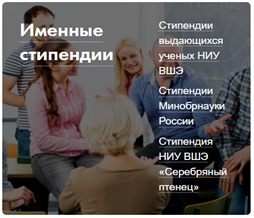 Именные
стипендии
Стипендии
выдающихся
ученых НИУ
ВШЭ
Стипендии
Минобрнауки
России
Стипендия
НИУ ВШЭ
«Серебряный
птенец»